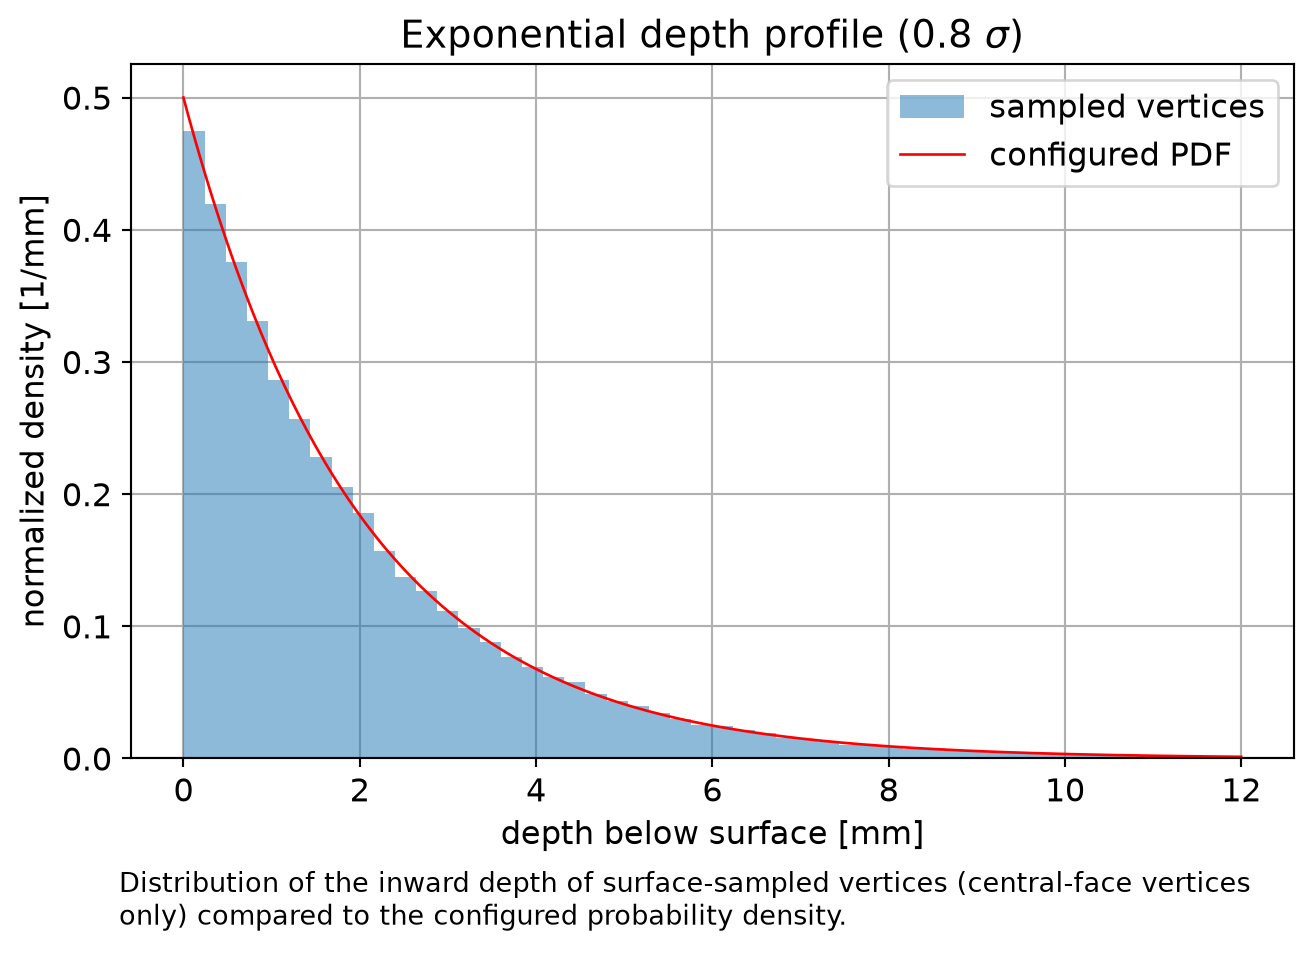 Exponential depth profile (0.8 σ)
sampled vertices
configured PDF
normalized density [1/mm]
0.5
0.4
0.3
0.2
0.1
0.0
0 2 4 6 8 10 12
depth below surface [mm]
Distribution of the inward depth of surface-sampled vertices (central-face vertices
only) compared to the configured probability density.